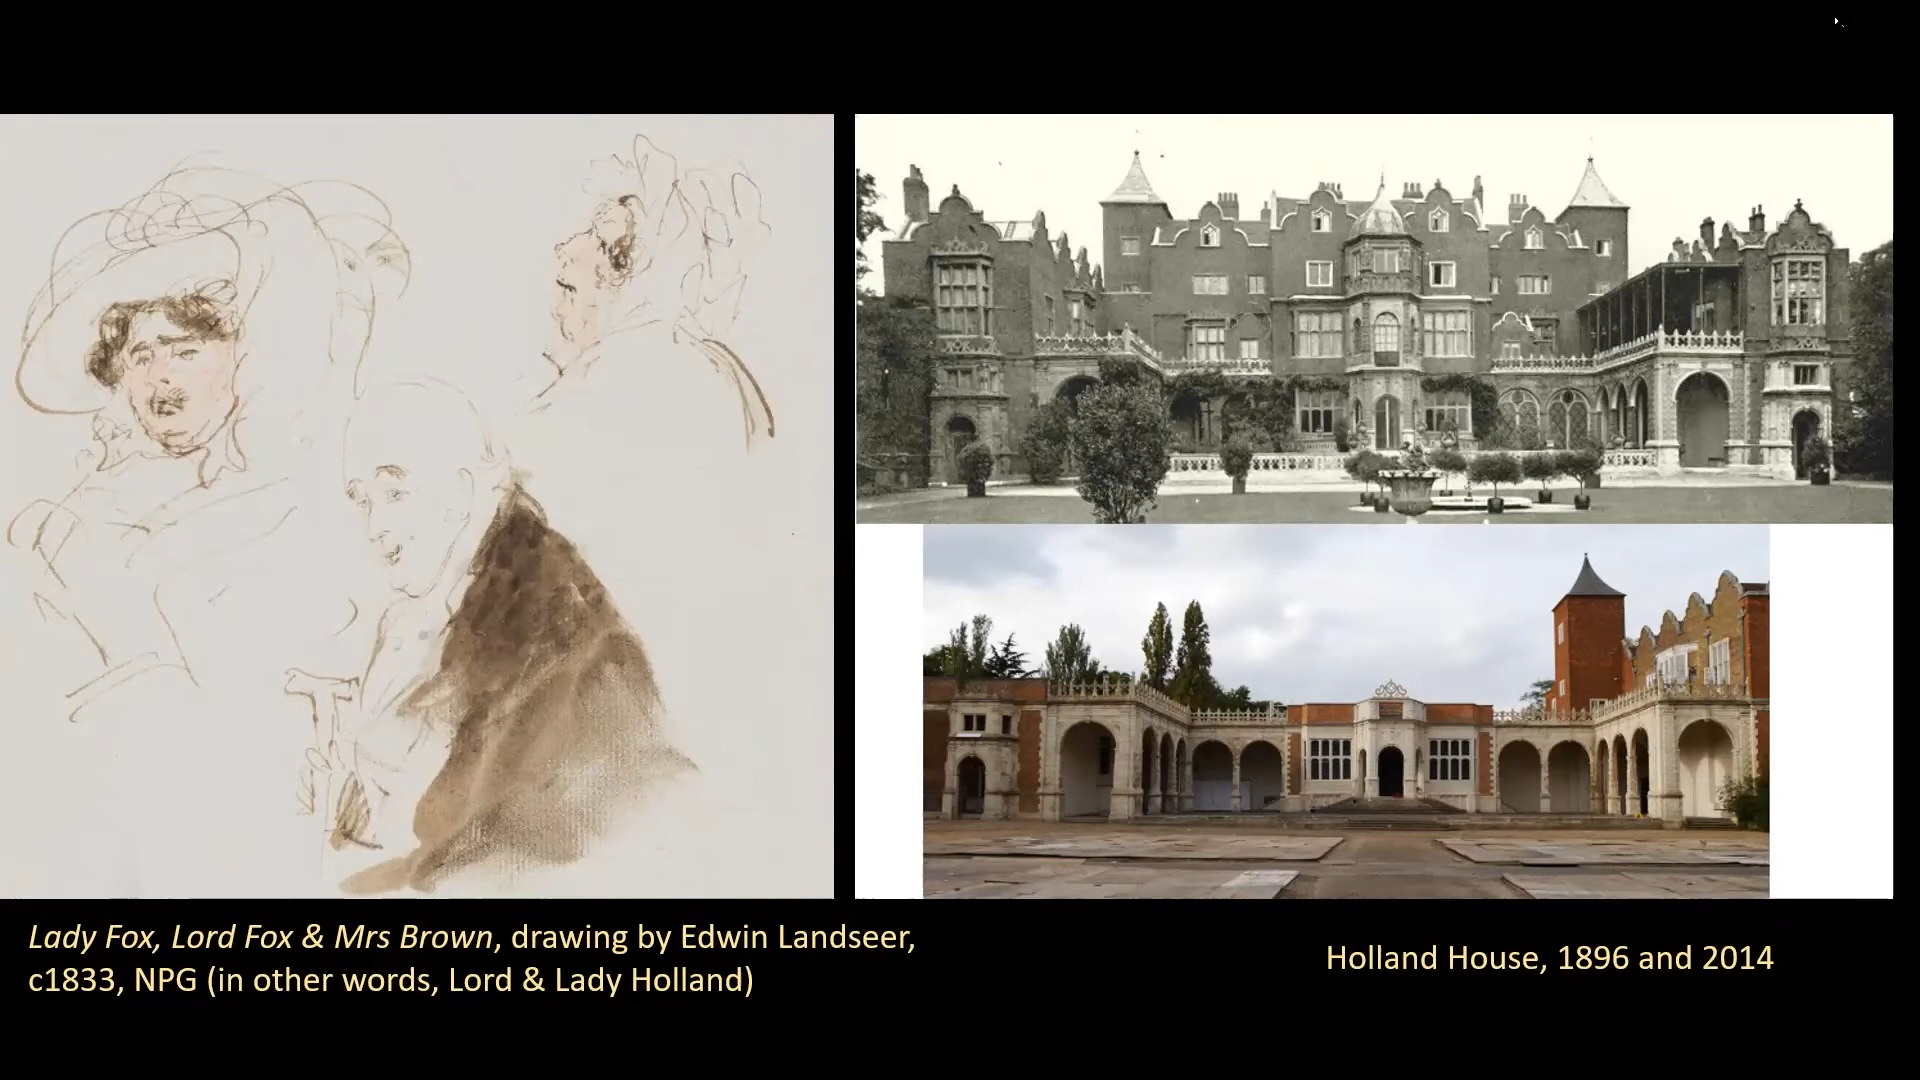 Lady Fox, Lord Fox & Mrs Brown, drawing by Edwin Landseer,
c1833, NPG (in other words, Lord & Lady Holland)
Holland House, 1896 and 2014